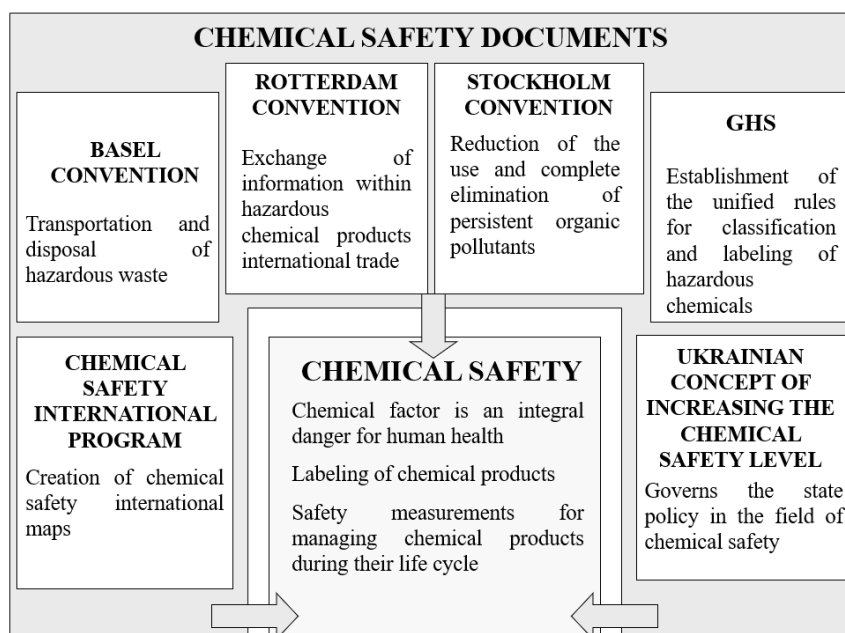 CHEMICAL SAFETY DOCUMENTS
BASEL
CONVENTION
Transportation and
disposal of
hazardous waste
ROTTERDAM
CONVENTION
Exchange of
information within
hazardous
chemical products
international trade
STOCKHOLM
CONVENTION
Reduction of the
use and complete
elimination of
persistent organic
pollutants
GHS
Establishment of
the unified rules
for classification
and labeling of
hazardous
chemicals
CHEMICAL
SAFETY
INTERNATIONAL
PROGRAM
Creation of chemical
safety international
maps
CHEMICAL SAFETY
Chemical factor is an integral
danger for human health
Labeling of chemical products
Safety measurements for
managing chemical products
during their life cycle
UKRAINIAN
CONCEPT OF
INCREASING THE
CHEMICAL
SAFETY LEVEL
Governs the state
policy in the field of
chemical safety